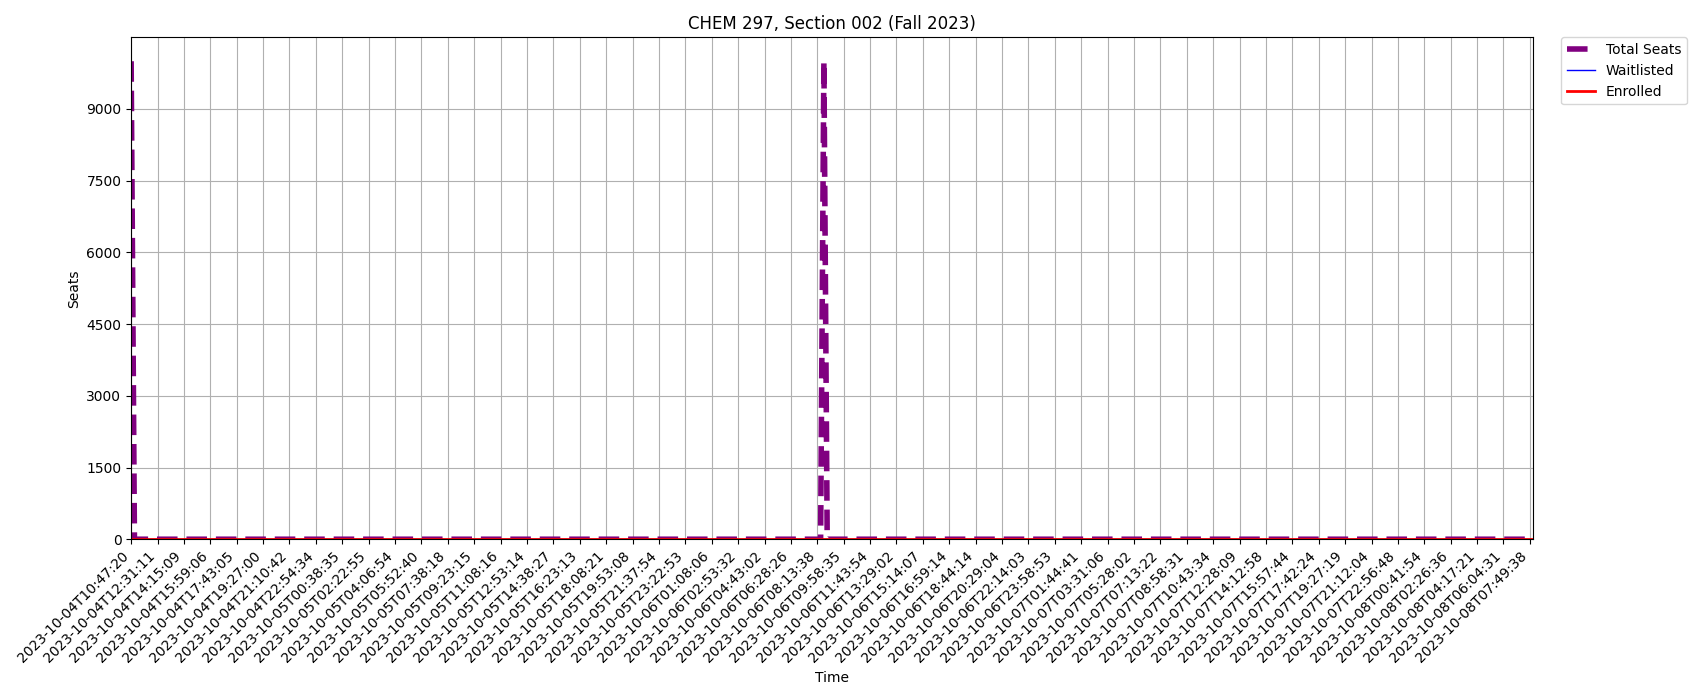 CHEM 297, Section 002 (Fall 2023)
Total Seats
Waitlisted
Enrolled
9000
7500
6000
4500
3000
1500
0
Seats
2023-10-04T10:47:20
2023-10-04T12:31:11
2023-10-04T14:15:09
2023-10-04T15:59:06
2023-10-04T17:43:05
2023-10-04T19:27:00
2023-10-04T21:10:42
2023-10-04T22:54:34
2023-10-05T00:38:35
2023-10-05T02:22:55
2023-10-05T04:06:54
2023-10-05T05:52:40
2023-10-05T07:38:18
2023-10-05T09:23:15
2023-10-05T11:08:16
2023-10-05T12:53:14
2023-10-05T14:38:27
2023-10-05T16:23:13
2023-10-05T18:08:21
2023-10-05T19:53:08
2023-10-05T21:37:54
2023-10-05T23:22:53
2023-10-06T01:08:06
2023-10-06T02:53:32
2023-10-06T04:43:02
2023-10-06T06:28:26
2023-10-06T08:13:38
2023-10-06T09:58:35
2023-10-06T11:43:54
2023-10-06T13:29:02
2023-10-06T15:14:07
2023-10-06T16:59:14
2023-10-06T18:44:14
2023-10-06T20:29:04
2023-10-06T22:14:03
2023-10-06T23:58:53
2023-10-07T01:44:41
2023-10-07T03:31:06
2023-10-07T05:28:02
2023-10-07T07:13:22
2023-10-07T08:58:31
2023-10-07T10:43:34
2023-10-07T12:28:09
2023-10-07T14:12:58
2023-10-07T15:57:44
2023-10-07T17:42:24
2023-10-07T19:27:19
2023-10-07T21:12:04
2023-10-07T22:56:48
2023-10-08T00:41:54
2023-10-08T02:26:36
2023-10-08T04:17:21
2023-10-08T06:04:31
2023-10-08T07:49:38
Time